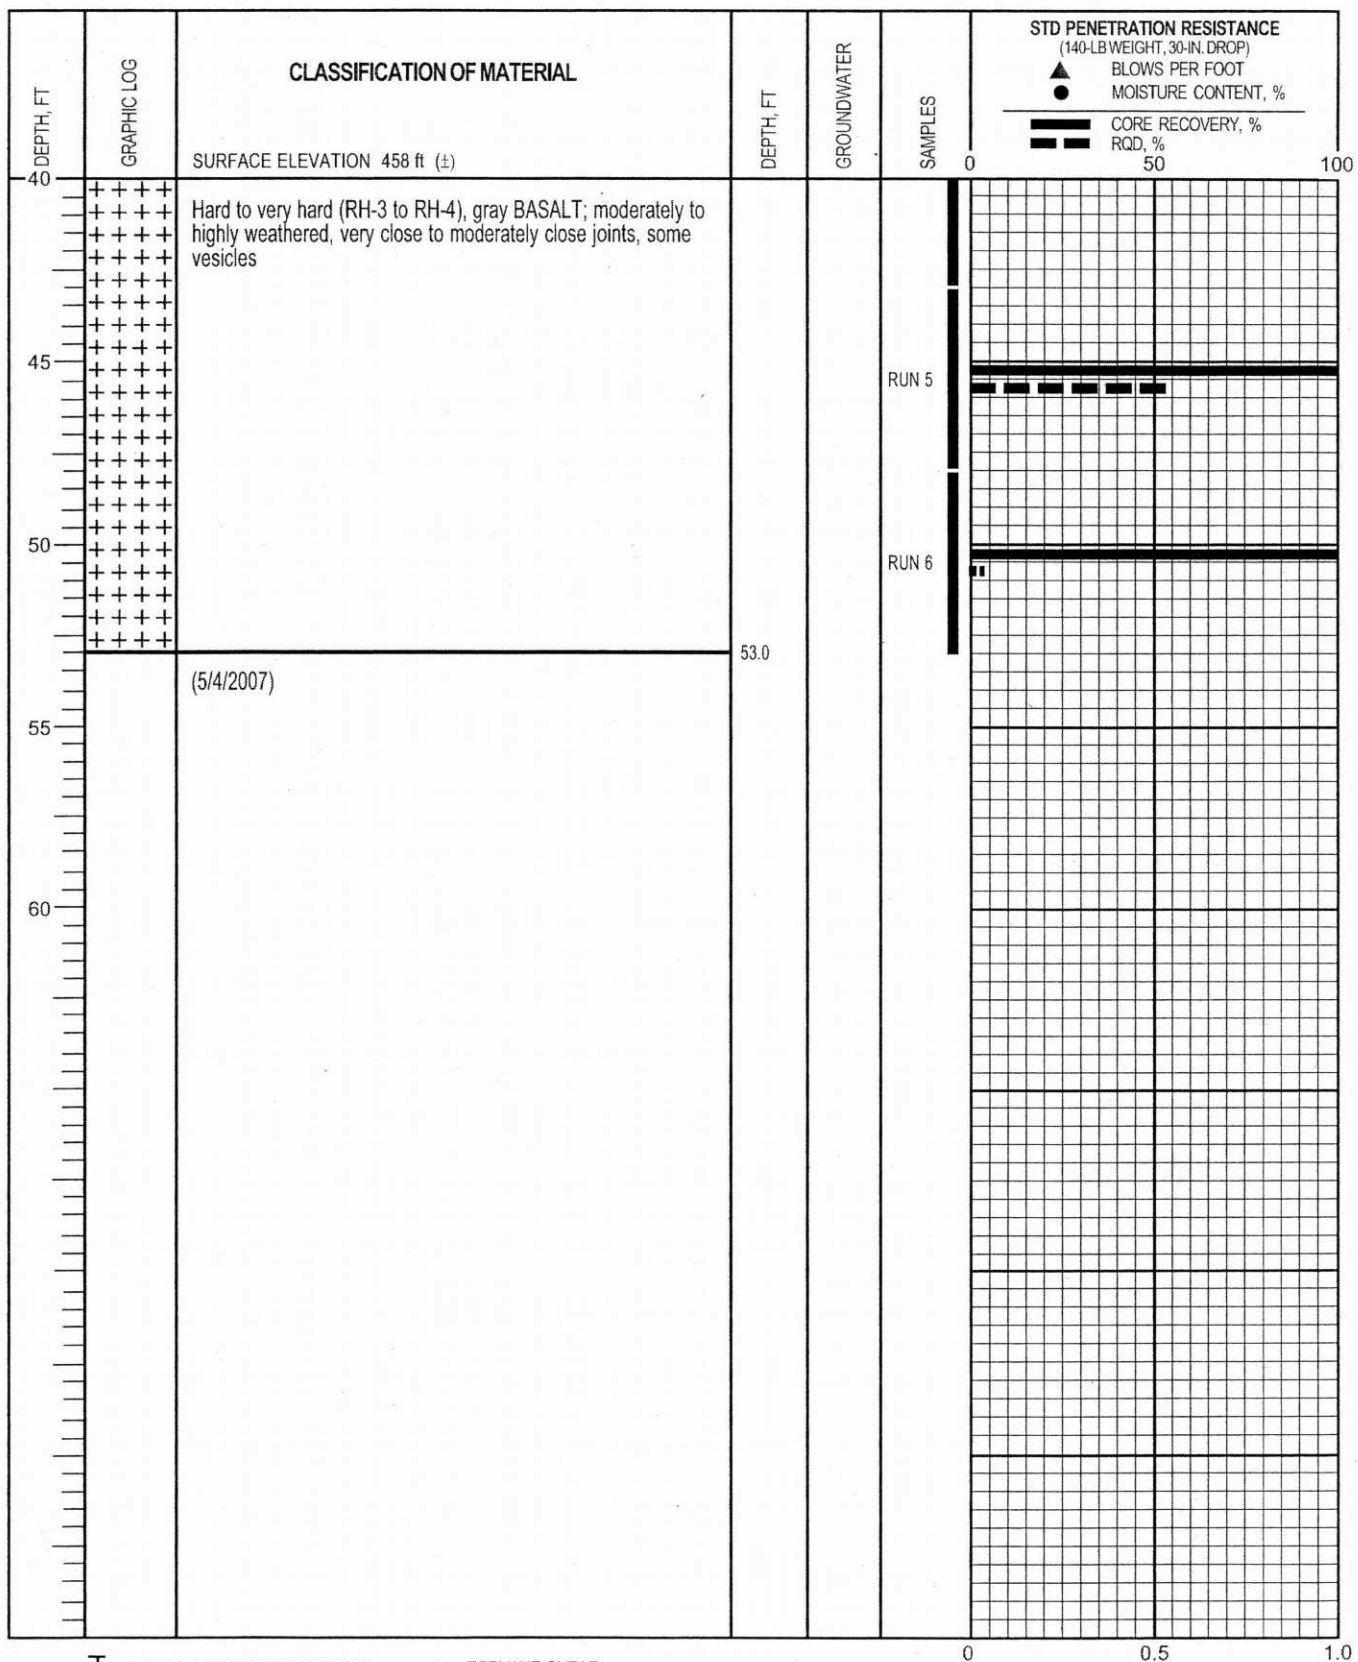 STD PENETRATION RESISTANCE
(140-LB WEIGHT, 30-IN. DROP)
BLOWS PER FOOT
MOISTURE CONTENT, %
CORE RECOVERY, %
RQD, %
DEPTH, FT
GRAPHIC LOG
CLASSIFICATION OF MATERIAL
SURFACE ELEVATION 458 ft (±)
DEPTH, FT
GROUNDWATER
SAMPLES
0 50 100
40
Hard to very hard (RH-3 to RH-4), gray BASALT; moderately to
highly weathered, very close to moderately close joints, some
vesicles
45
RUN 5
50
RUN 6
53.0
(5/4/2007)
55
60
0 0.5 1.0